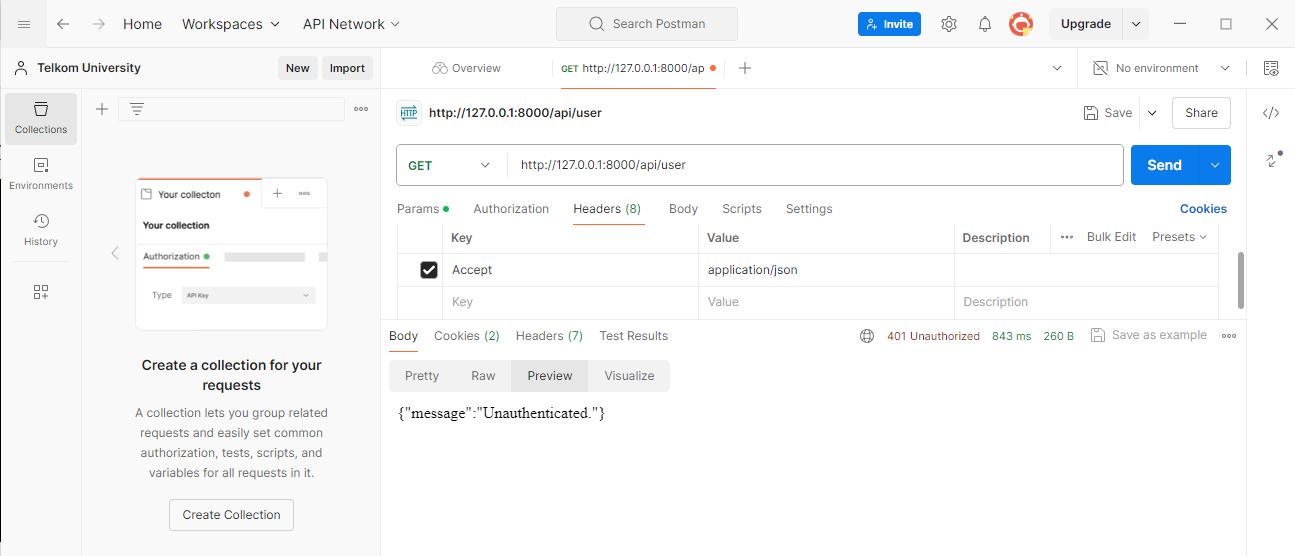 Home Workspaces API Network Search Postman Invite Upgrade
Telkom University New Import Overview GET http://127.0.0.1:8000/ap No environment
Collections
Environments
History
Your collecton
Your collection
Authorization
Type API Key
Create a collection for your
requests
A collection lets you group related
requests and easily set common
authorization, tests, scripts, and
variables for all requests in it.
Create Collection
HTTP http://127.0.0.1:8000/api/user Save Share
GET http://127.0.0.1:8000/api/user Send
Params Authorization Headers (8) Body Scripts Settings Cookies
Key Value Description Bulk Edit Presets
Accept application/json
Key Value Description
Body Cookies (2) Headers (7) Test Results 401 Unauthorized 843 ms 260 B Save as example
Pretty Raw Preview Visualize
{"message":"Unauthenticated."}